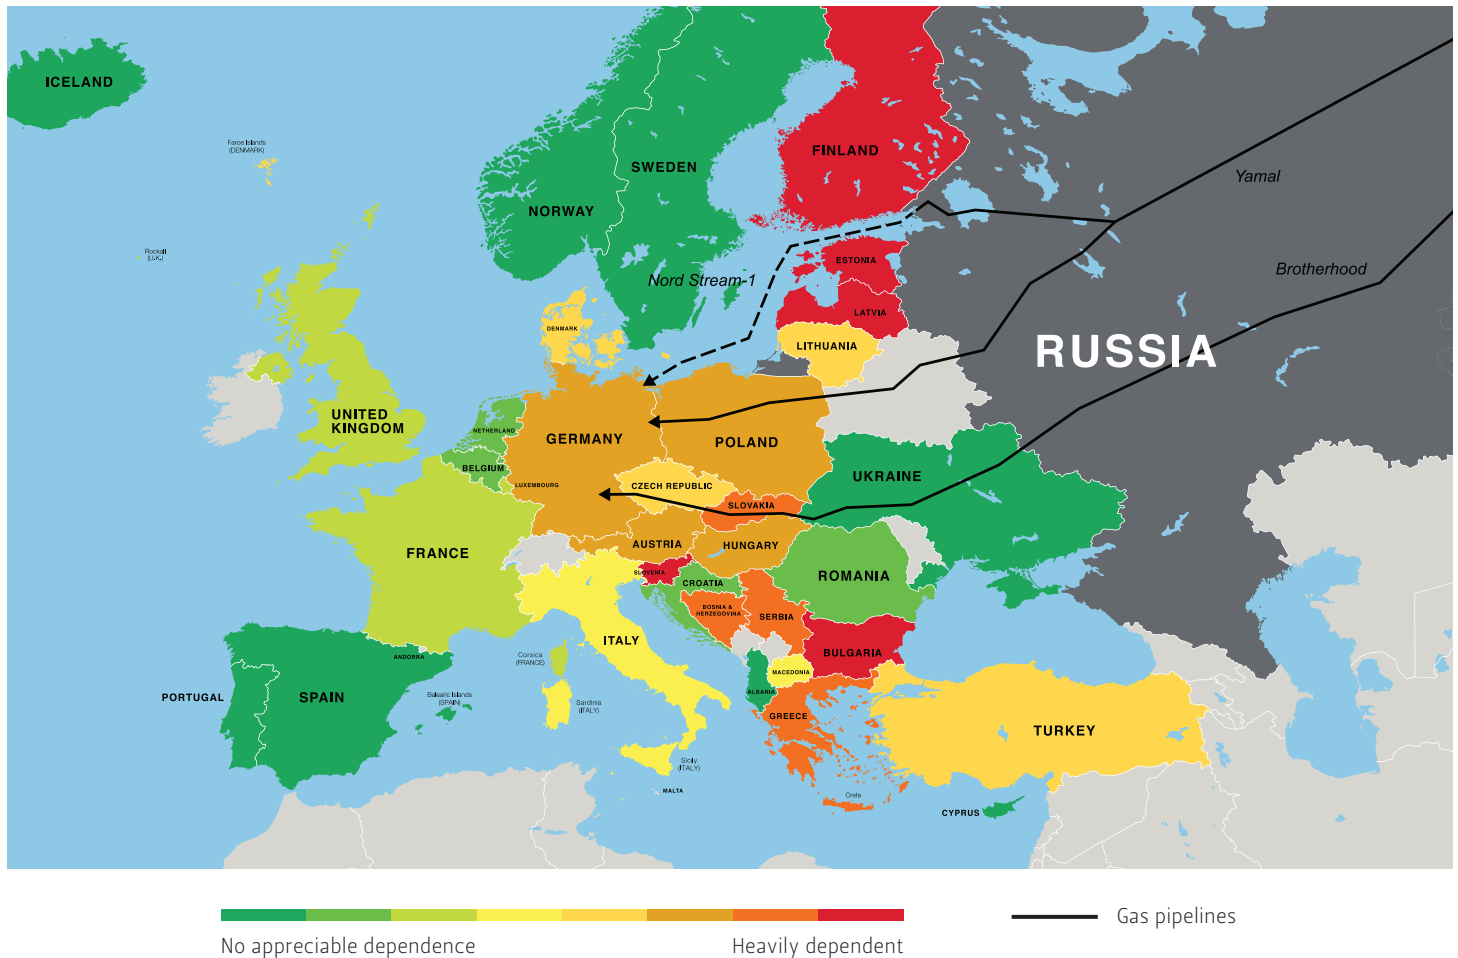 ICELAND
Faroe Islands
(DENMARK)
FINLAND
SWEDEN
Yamal
NORWAY
Rockall
(U.K.)
ESTONIA
Brotherhood
Nord Stream-1
LATVIA
DENMARK
LITHUANIA
RUSSIA
UNITED
KINGDOM
NETHERLAND
GERMANY
POLAND
BELGIUM
UKRAINE
LUXEMBOURG
CZECH REPUBLIC
SLOVAKIA
FRANCE
AUSTRIA
HUNGARY
SLOVENIA
ROMANIA
CROATIA
BOSNIA &
HERZEGOVINA
SERBIA
ITALY
BULGARIA
ANDORRA
Corsica
(FRANCE)
MACEDONIA
PORTUGAL
SPAIN
Balearic Islands
(SPAIN)
ALBANIA
Sardinia
(ITALY)
GREECE
TURKEY
Sicily
(ITALY)
MALTA
Crete
CYPRUS
Gas pipelines
No appreciable dependence
Heavily dependent